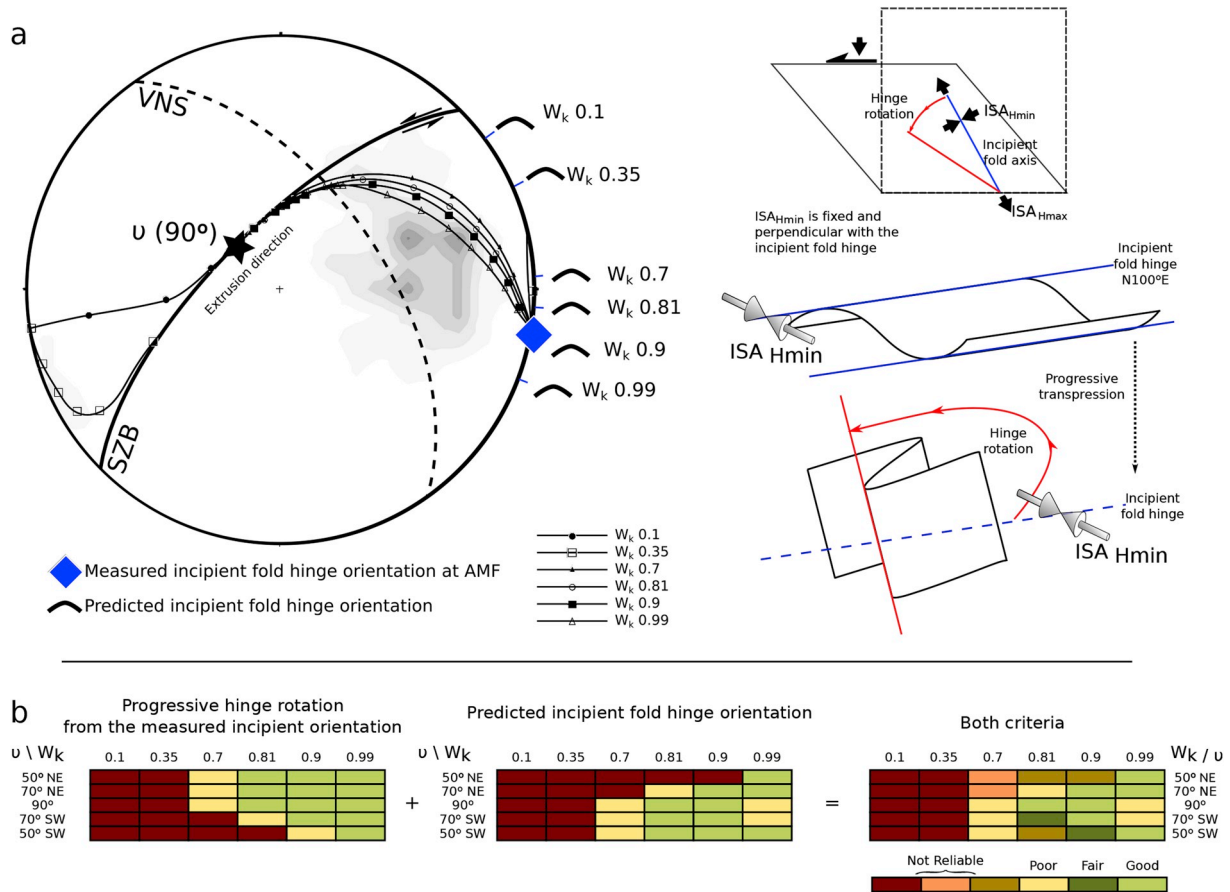 a
VNS
υ (90º)
Extrusion direction
SZB
Wk 0.1
Wk 0.35
Wk 0.7
Wk 0.81
Wk 0.9
Wk 0.99
Measured incipient fold hinge orientation at AMF
Predicted incipient fold hinge orientation
Wk 0.1
Wk 0.35
Wk 0.7
Wk 0.81
Wk 0.9
Wk 0.99
Hinge
rotation
ISAHmin
Incipient
fold axis
ISAHmax
ISAHmin is fixed and
perpendicular with the
incipient fold hinge
Incipient
fold hinge
N100ºE
ISA Hmin
Progressive
transpression
Hinge
rotation
Incipient
fold hinge
ISA Hmin
b
Progressive hinge rotation
from the measured incipient orientation
υ \ Wk
0.1 0.35 0.7 0.81 0.9 0.99
50º NE
70º NE
90º
70º SW
50º SW
+
Predicted incipient fold hinge orientation
υ \ Wk
0.1 0.35 0.7 0.81 0.9 0.99
50º NE
70º NE
90º
70º SW
50º SW
=
Both criteria
0.1 0.35 0.7 0.81 0.9 0.99
Wk / υ
50º NE
70º NE
90º
70º SW
50º SW
Not Reliable Poor Fair Good